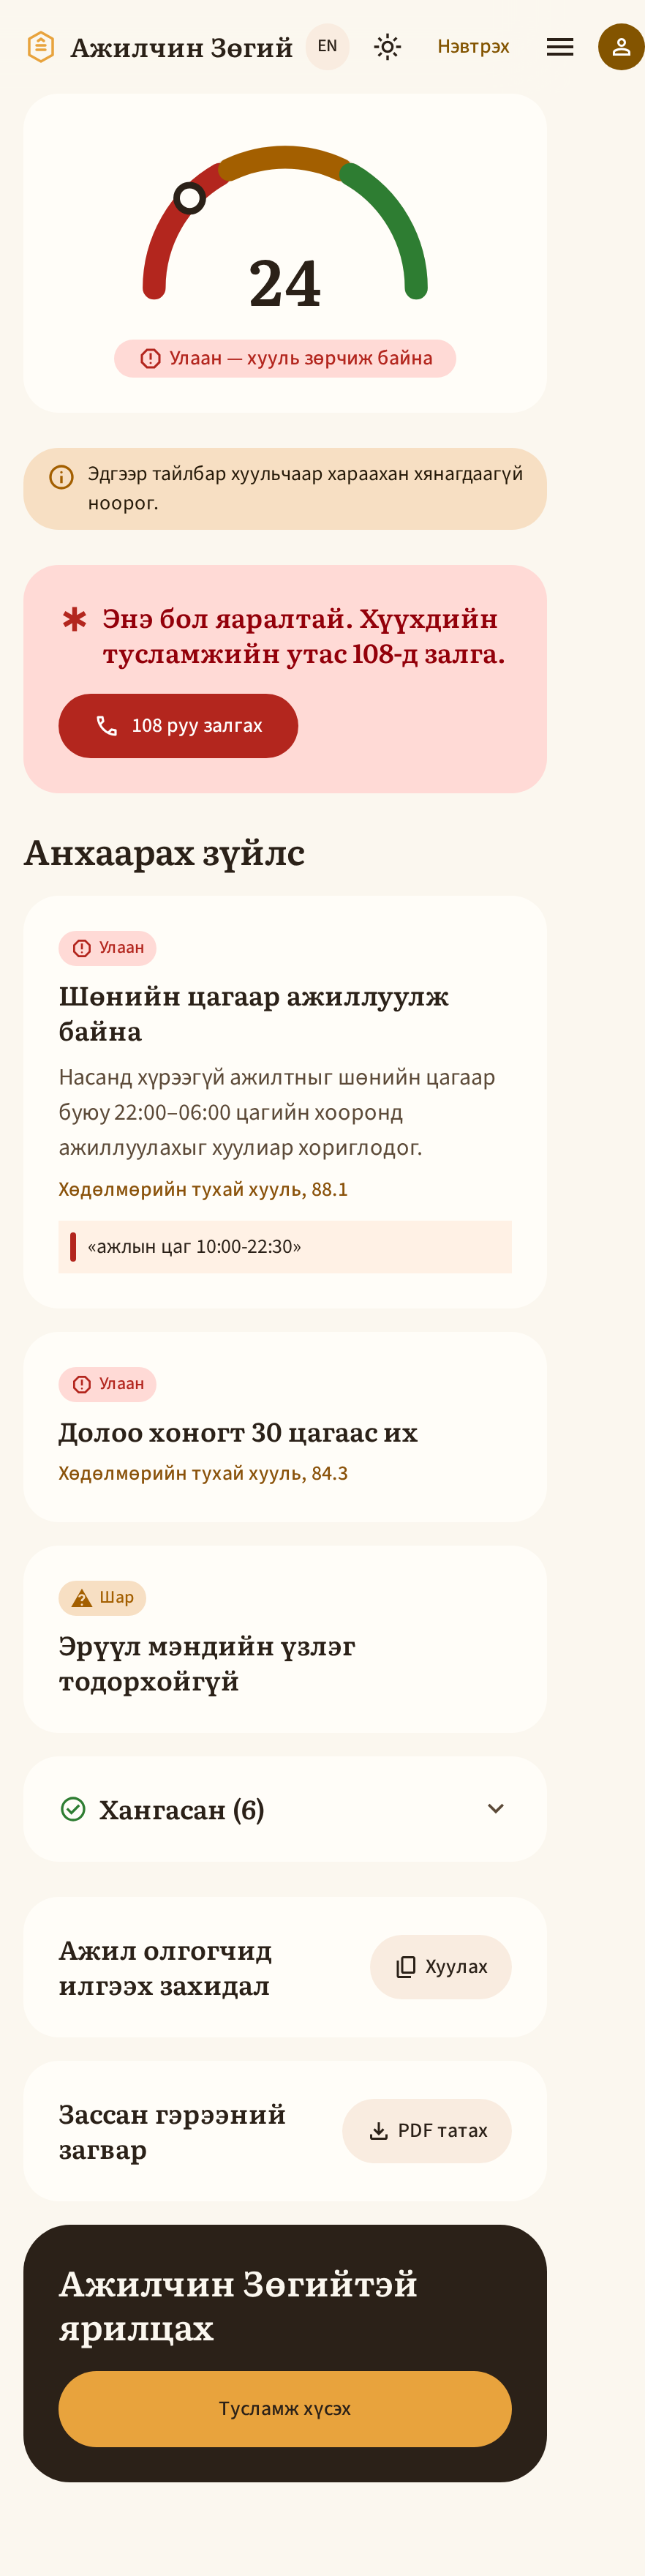 Ажилчин Зөгий
EN
Нэвтрэх
24
Улаан — хууль зөрчиж байна
Эдгээр тайлбар хуульчаар хараахан хянагдаагүй
ноорог.
Энэ бол яаралтай. Хүүхдийн
тусламжийн утас 108-д залга.
108 руу залгах
Анхаарах зүйлс
Улаан
Шөнийн цагаар ажиллуулж
байна
Насанд хүрээгүй ажилтныг шөнийн цагаар
буюу 22:00–06:00 цагийн хооронд
ажиллуулахыг хуулиар хориглодог.
Хөдөлмөрийн тухай хууль, 88.1
«ажлын цаг 10:00-22:30»
Улаан
Долоо хоногт 30 цагаас их
Хөдөлмөрийн тухай хууль, 84.3
Шар
Эрүүл мэндийн үзлэг
тодорхойгүй
Хангасан (6)
Ажил олгогчид
илгээх захидал
Хуулах
Зассан гэрээний
загвар
PDF татах
Ажилчин Зөгийтэй
ярилцах
Тусламж хүсэх